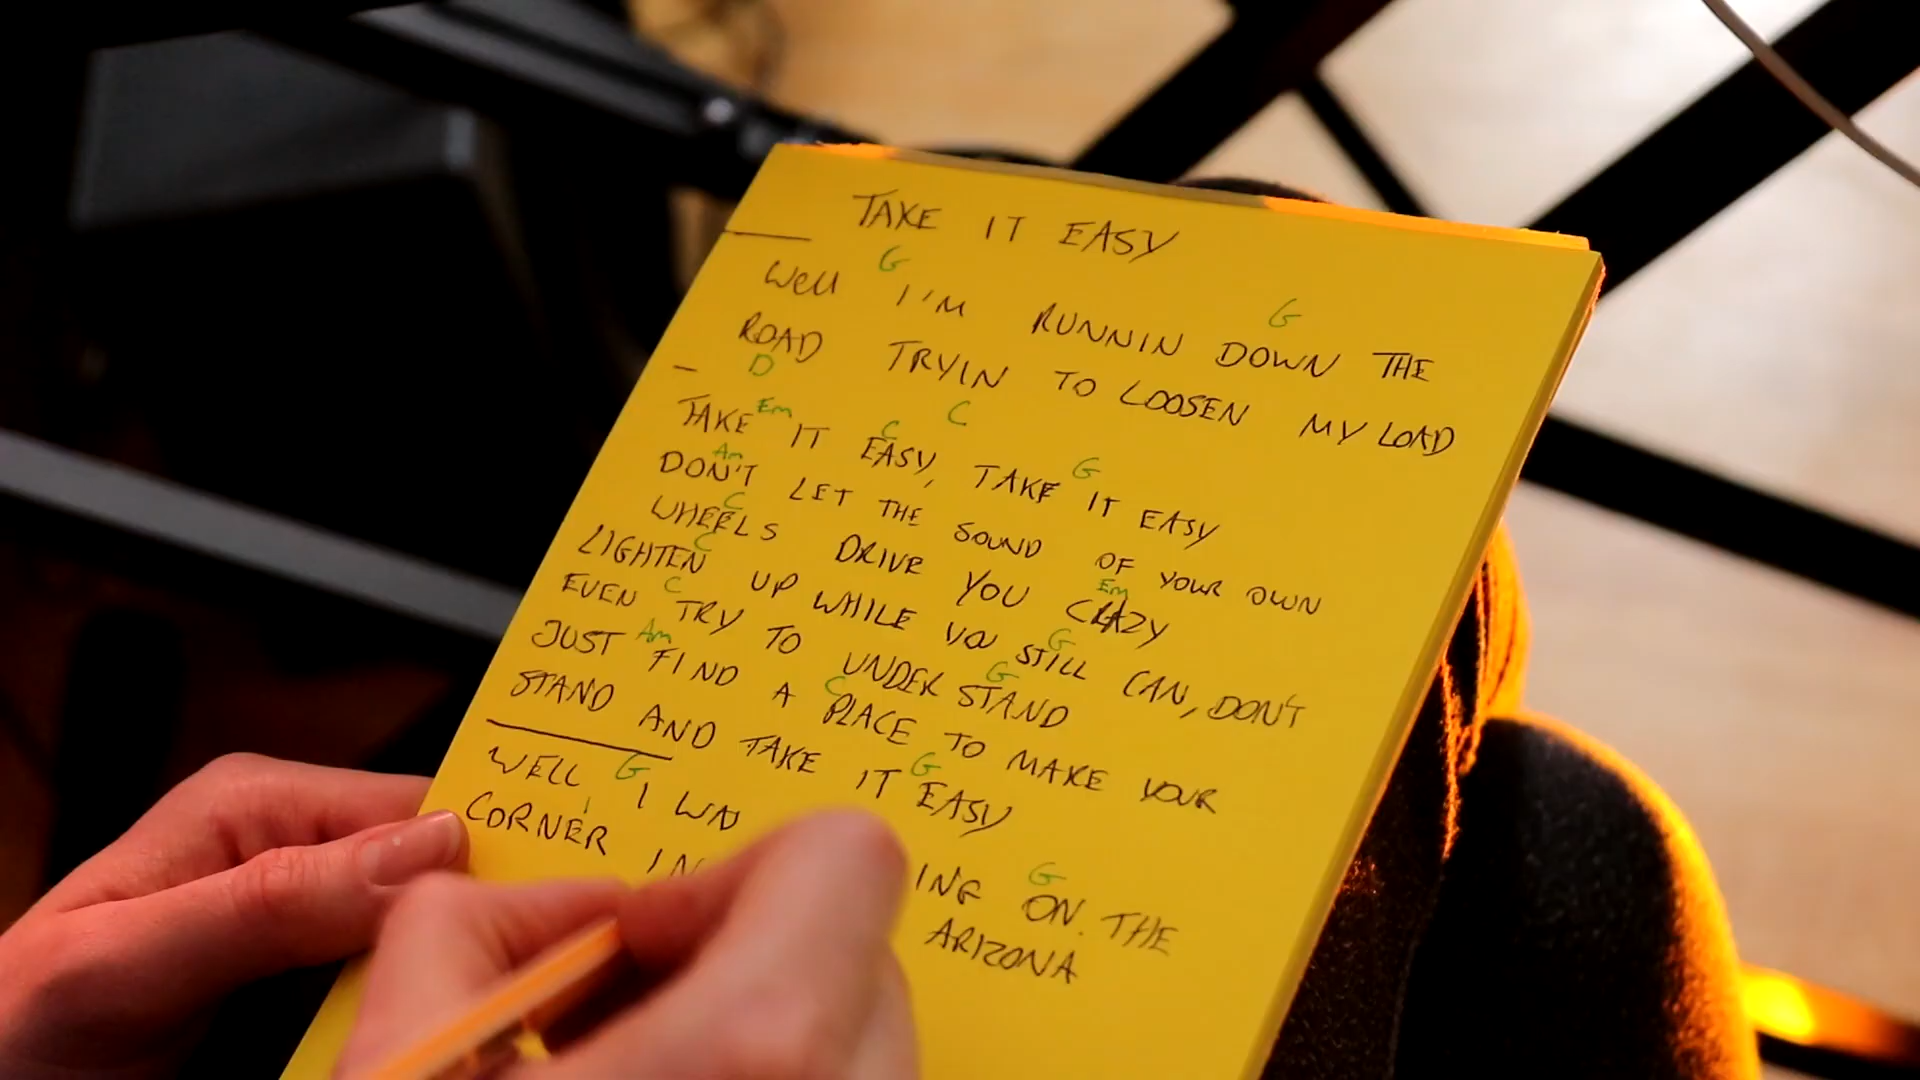 TAKE IT EASY
G
Well I'M RUNNIN DOWN THE
G
ROAD TRYIN TO LOOSEN MY LOAD
D C
TAKE IT EASY, TAKE IT EASY
Em C G
DON'T LET THE SOUND OF YOUR OWN
Am
WHEELS DRIVE YOU CRAZY
C Em
LIGHTEN UP WHILE YOU STILL CAN, DON'T
C G
EVEN TRY TO UNDERSTAND
C G
JUST FIND A PLACE TO MAKE YOUR
Am C
STAND AND TAKE IT EASY
G
WELL I WA ING ON THE
G G
CORNER IN ARIZONA